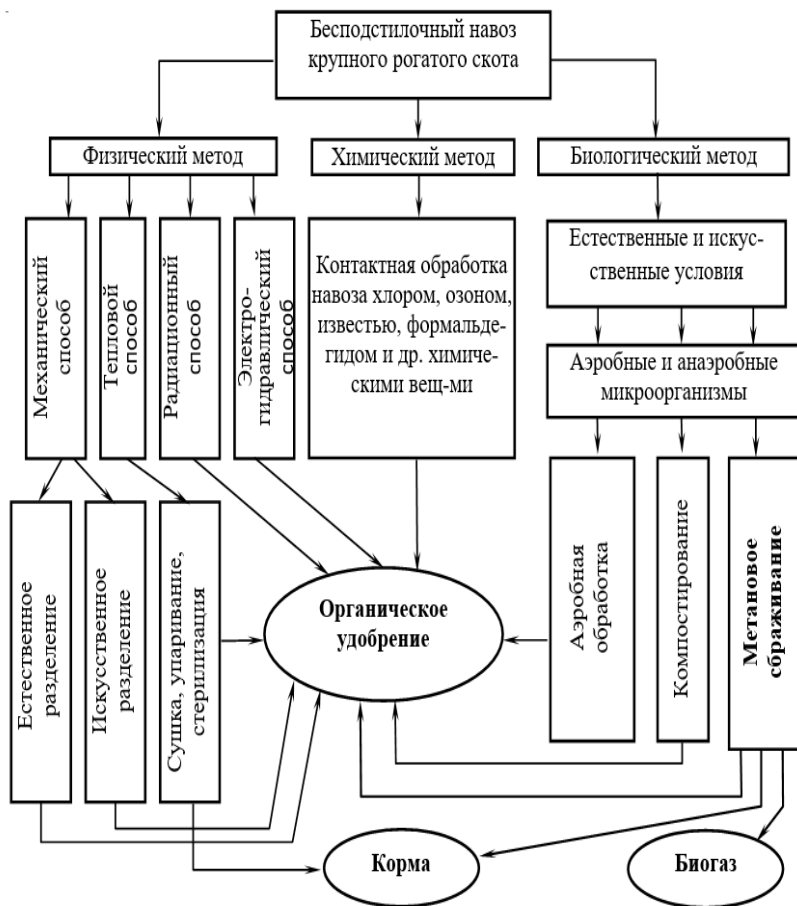 Бесподстилочный навоз
крупного рогатого скота
Физический метод
Химический метод
Биологический метод
Механический
способ
Тепловой
способ
Радиационный
способ
Электро-
гидравлический
способ
Контактная обработка
навоза хлором, озоном,
известью, формальде-
гидом и др. химиче-
скими вещ-ми
Естественные и искус-
ственные условия
Аэробные и анаэробные
микроорганизмы
Естественное
разделение
Искусственное
разделение
Сушка, упаривание,
стерилизация
Органическое
удобрение
Аэробная
обработка
Компостирование
Метановое
сбраживание
Корма
Биогаз